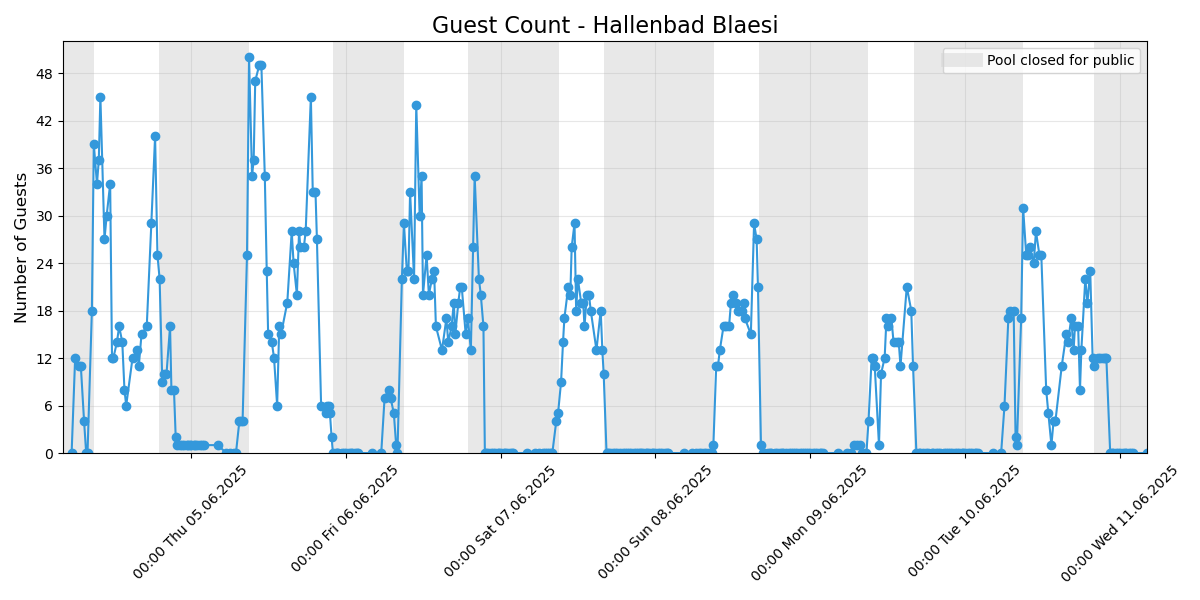 Guest Count - Hallenbad Blaesi
Pool closed for public
Number of Guests
48
42
36
30
24
18
12
6
0
00:00 Thu 05.06.2025
00:00 Fri 06.06.2025
00:00 Sat 07.06.2025
00:00 Sun 08.06.2025
00:00 Mon 09.06.2025
00:00 Tue 10.06.2025
00:00 Wed 11.06.2025